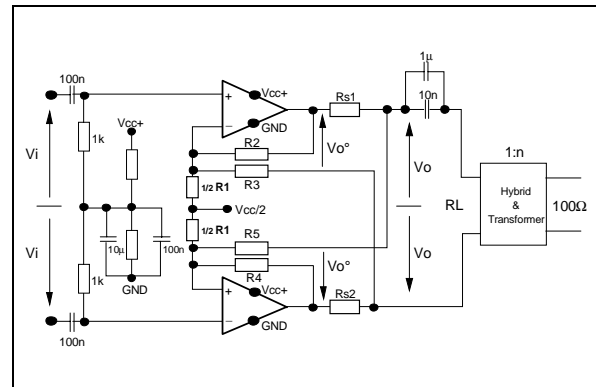 1µ
100n
Vcc+
10n
Rs1
GND
Vcc+
R2
1:n
Vi
1k
Vo°
Vo
R3
1/2 R1
Hybrid
&
Transformer
Vcc/2
RL
100Ω
1/2 R1
R5
Vi
10µ
100n
Vo°
Vo
R4
1k
GND
Vcc+
Rs2
GND
100n
+
−
+
−